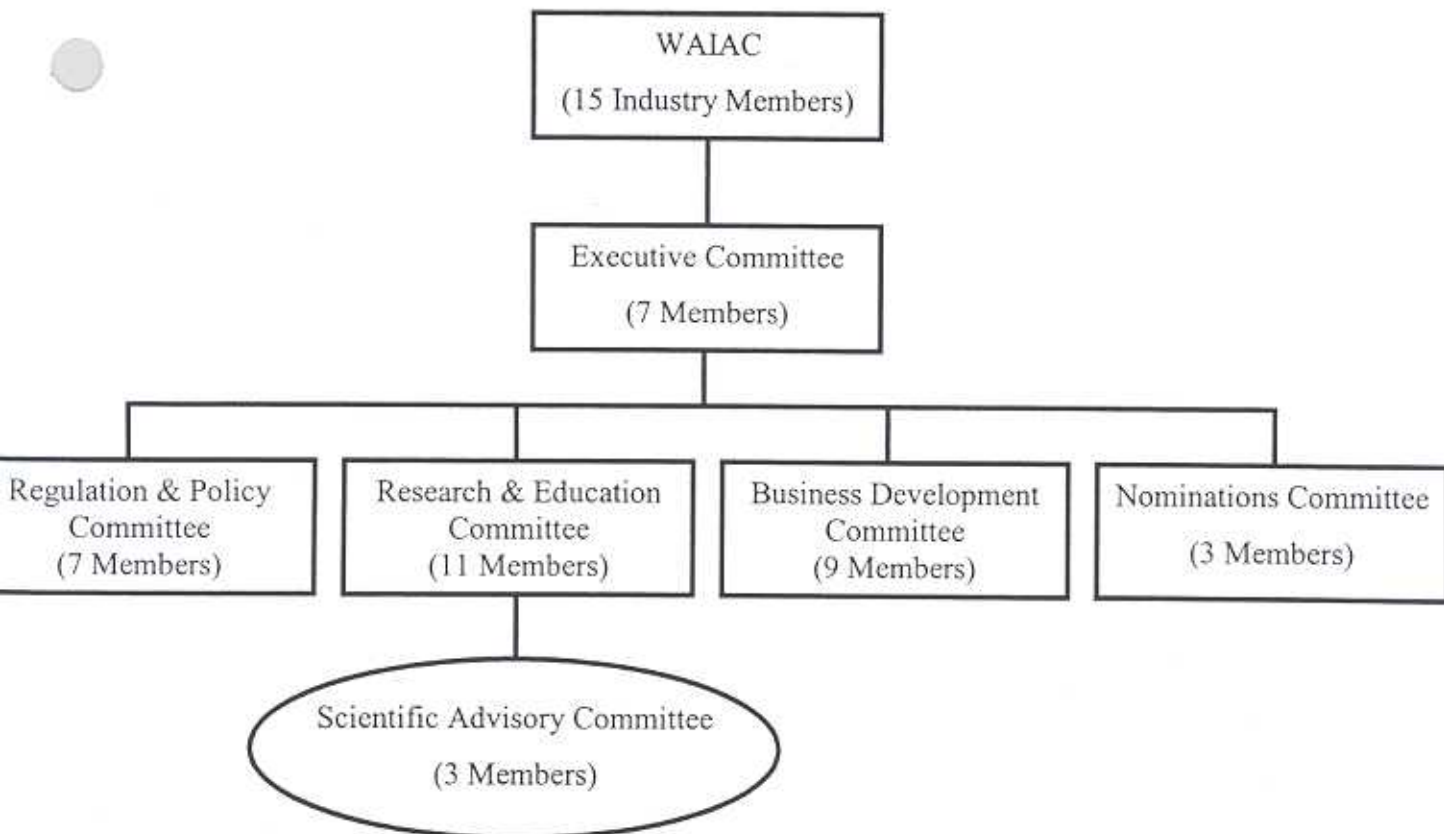 WAIAC
(15 Industry Members)
Executive Committee
(7 Members)
Regulation & Policy
Committee
(7 Members)
Research & Education
Committee
(11 Members)
Business Development
Committee
(9 Members)
Nominations Committee
(3 Members)
Scientific Advisory Committee
(3 Members)